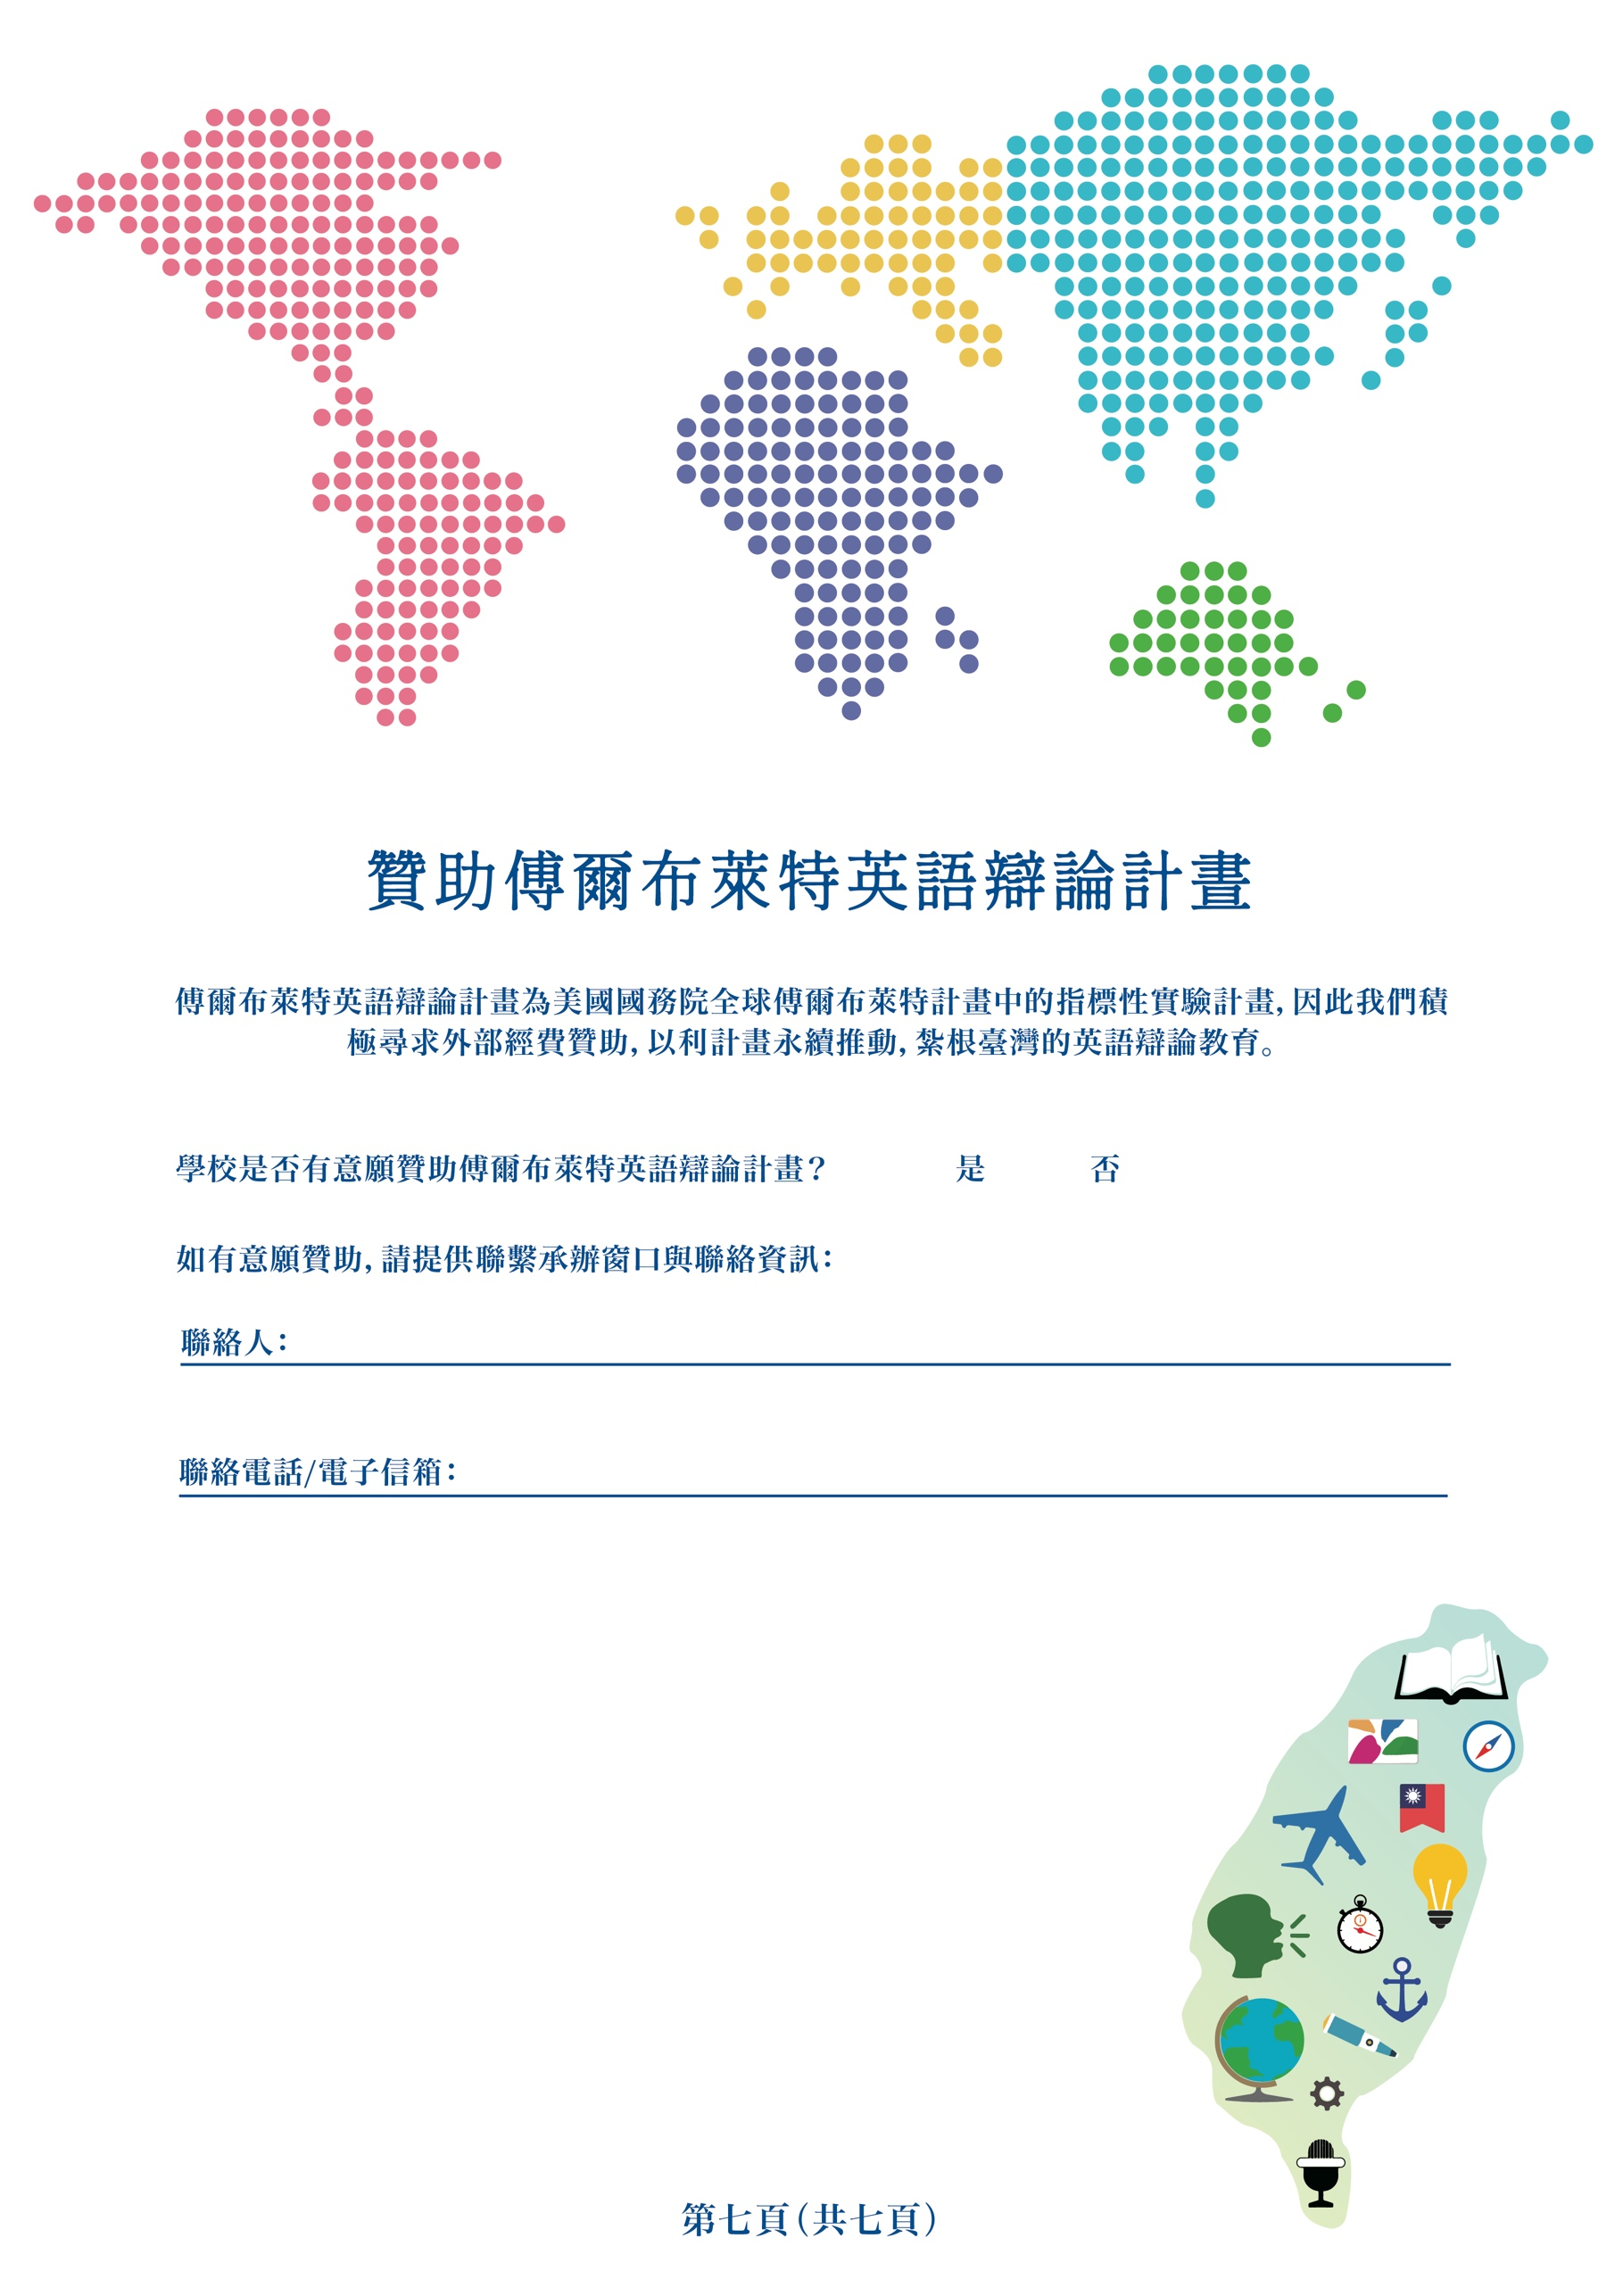 贊助傅爾布萊特英語辯論計畫
傅爾布萊特英語辯論計畫為美國國務院全球傅爾布萊特計畫中的指標性實驗計畫，因此我們積
極尋求外部經費贊助，以利計畫永續推動，紮根臺灣的英語辯論教育。
學校是否有意願贊助傅爾布萊特英語辯論計畫？ 是 否
如有意願贊助，請提供聯繫承辦窗口與聯絡資訊：
聯絡人：
聯絡電話/電子信箱：
第七頁（共七頁）